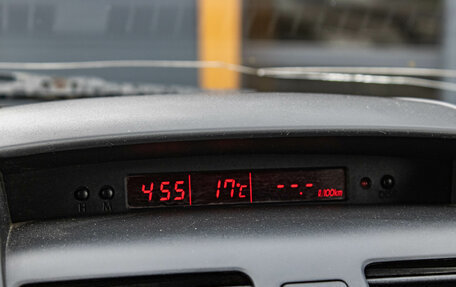 455 17°C --.- ℓ/100km
H M